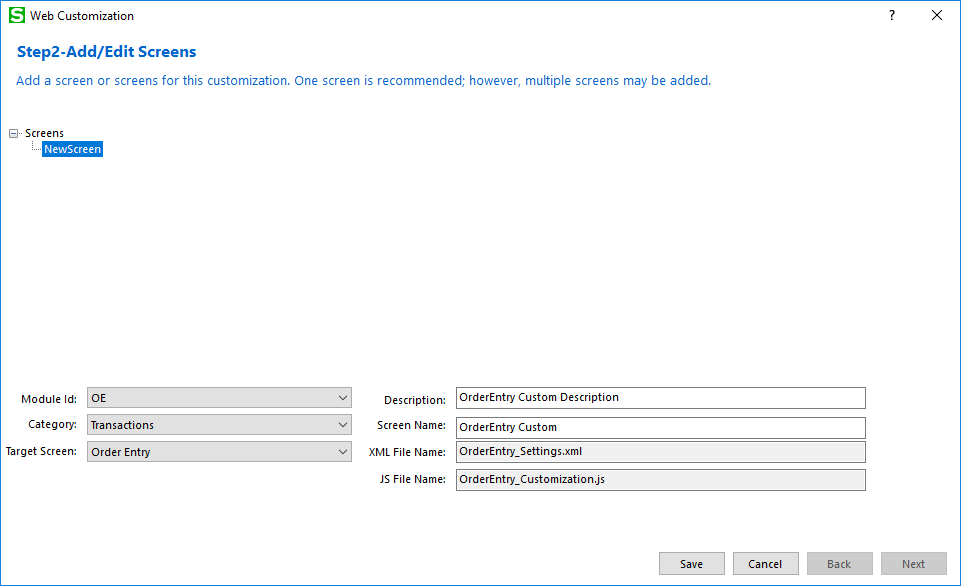 S Web Customization ?
Step2-Add/Edit Screens
Add a screen or screens for this customization. One screen is recommended; however, multiple screens may be added.
Screens
NewScreen
Module Id: OE
Category: Transactions
Target Screen: Order Entry
Description: OrderEntry Custom Description
Screen Name: OrderEntry Custom
XML File Name: OrderEntry_Settings.xml
JS File Name: OrderEntry_Customization.js
Save Cancel Back Next